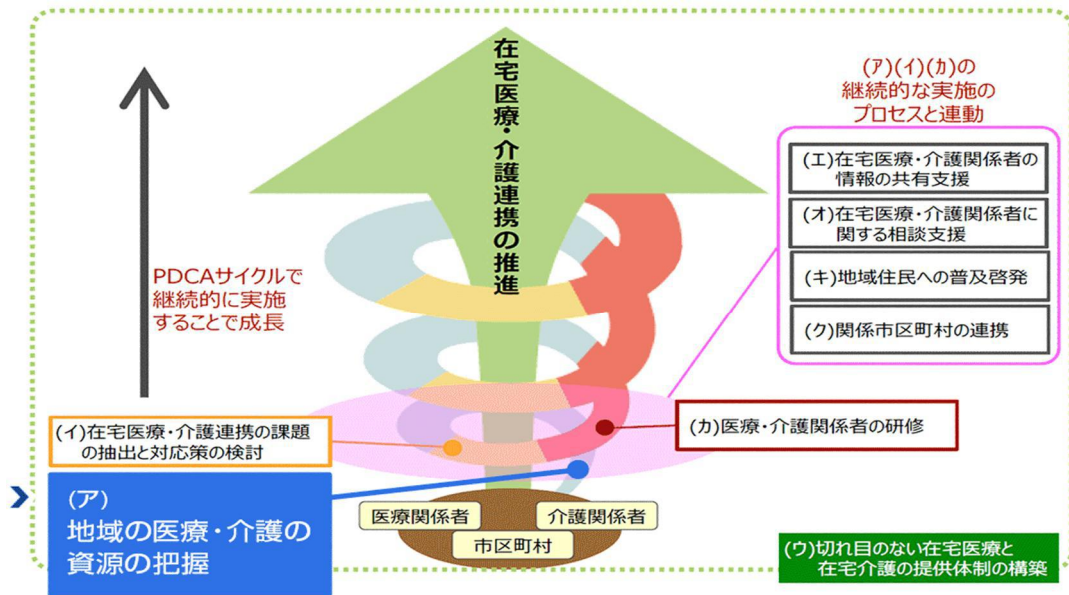 在宅医療・介護連携の推進
PDCAサイクルで
継続的に実施
することで成長
(ア)(イ)(カ)の
継続的な実施の
プロセスと連動
(エ)在宅医療・介護関係者の
情報の共有支援
(オ)在宅医療・介護関係者に
関する相談支援
(キ)地域住民への普及啓発
(ク)関係市区町村の連携
(イ)在宅医療・介護連携の課題
の抽出と対応策の検討
(カ)医療・介護関係者の研修
(ア)
地域の医療・介護の
資源の把握
医療関係者
介護関係者
市区町村
(ウ)切れ目のない在宅医療と
在宅介護の提供体制の構築